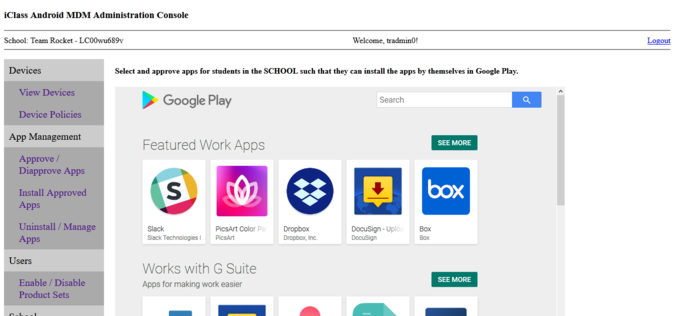 iClass Android MDM Administration Console
School: Team Rocket - LC00wu689v
Welcome, tradmin0!
Logout
Devices
View Devices
Device Policies
App Management
Approve /
Diapprove Apps
Install Approved
Apps
Uninstall / Manage
Apps
Users
Enable / Disable
Product Sets
School
Select and approve apps for students in the SCHOOL such that they can install the apps by themselves in Google Play.
Google Play
Search
Featured Work Apps
SEE MORE
S
box
Slack
Slack Technologies I
PicsArt Color Pa
PicsArt
Dropbox
Dropbox, Inc.
DocuSign - Uploa
DocuSign
Box
Box
Works with G Suite
Apps for making work easier
SEE MORE